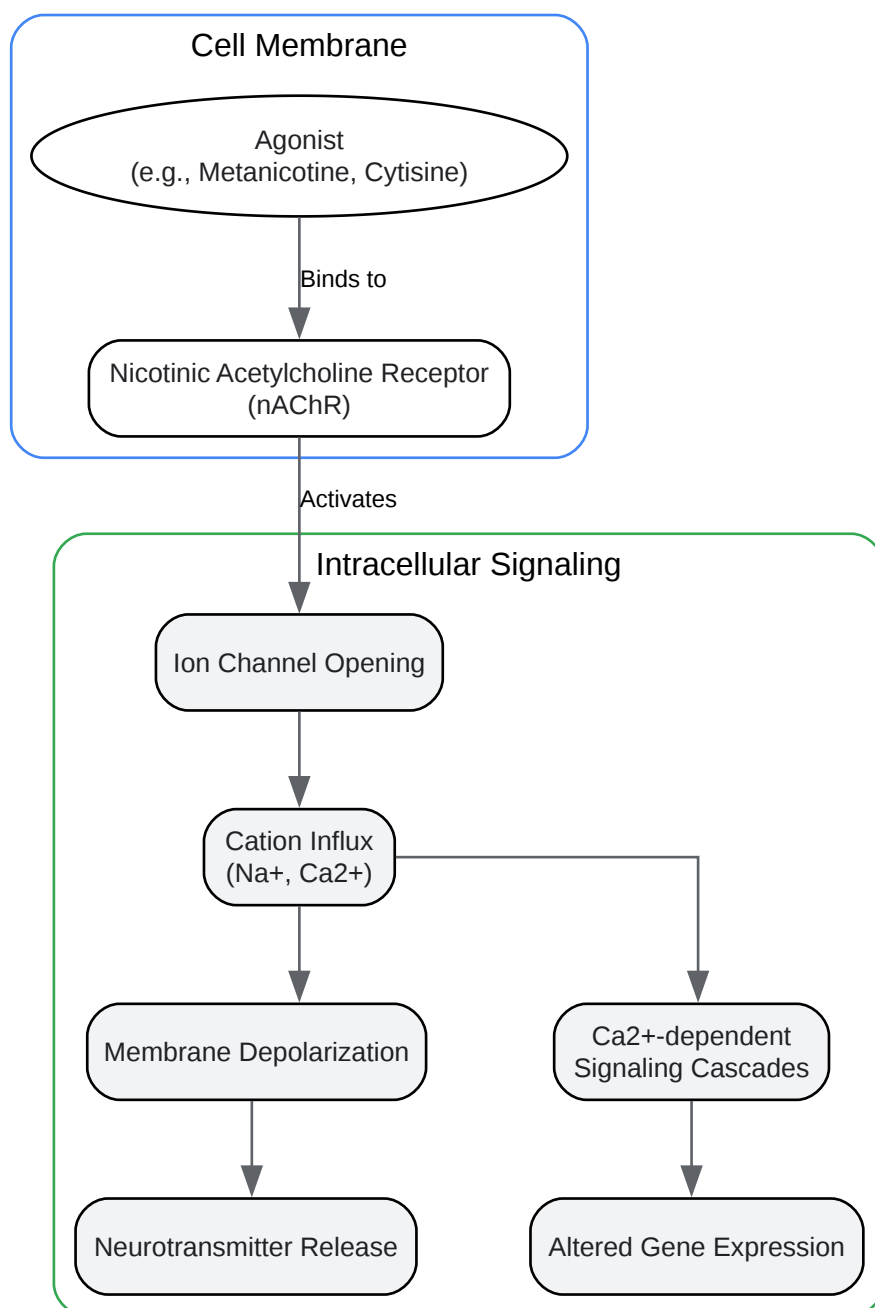 Cell Membrane
Agonist
(e.g., Metanicotine, Cytisine)
Binds to
Nicotinic Acetylcholine Receptor
(nAChR)
Activates
Intracellular Signaling
Ion Channel Opening
Cation Influx
(Na+, Ca2+)
Membrane Depolarization
Ca2+-dependent
Signaling Cascades
Neurotransmitter Release
Altered Gene Expression